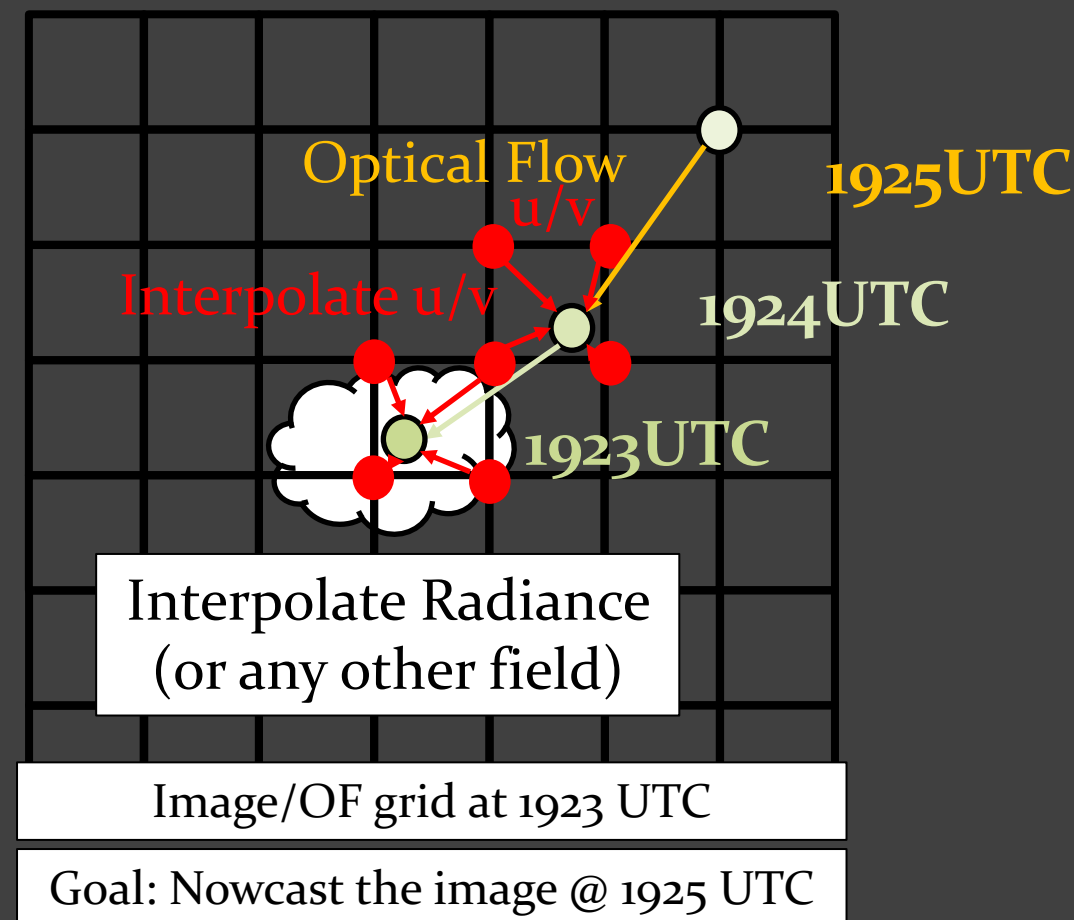 Optical Flow
u/v
1925UTC
Interpolate u/v
1924UTC
1923UTC
Interpolate Radiance
(or any other field)
Image/OF grid at 1923 UTC
Goal: Nowcast the image @ 1925 UTC